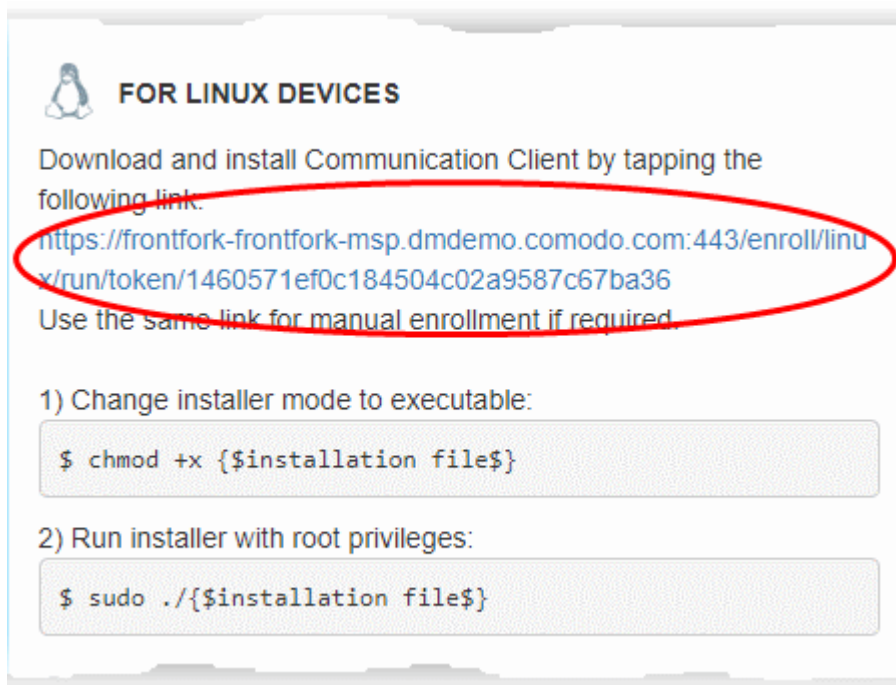 FOR LINUX DEVICES
Download and install Communication Client by tapping the
following link:
https://frontfork-frontfork-msp.dmdemo.comodo.com:443/enroll/linu
x/run/token/1460571ef0c184504c02a9587c67ba36
Use the same link for manual enrollment if required.
1) Change installer mode to executable:
$ chmod +x {$installation file$}
2) Run installer with root privileges:
$ sudo ./{$installation file$}